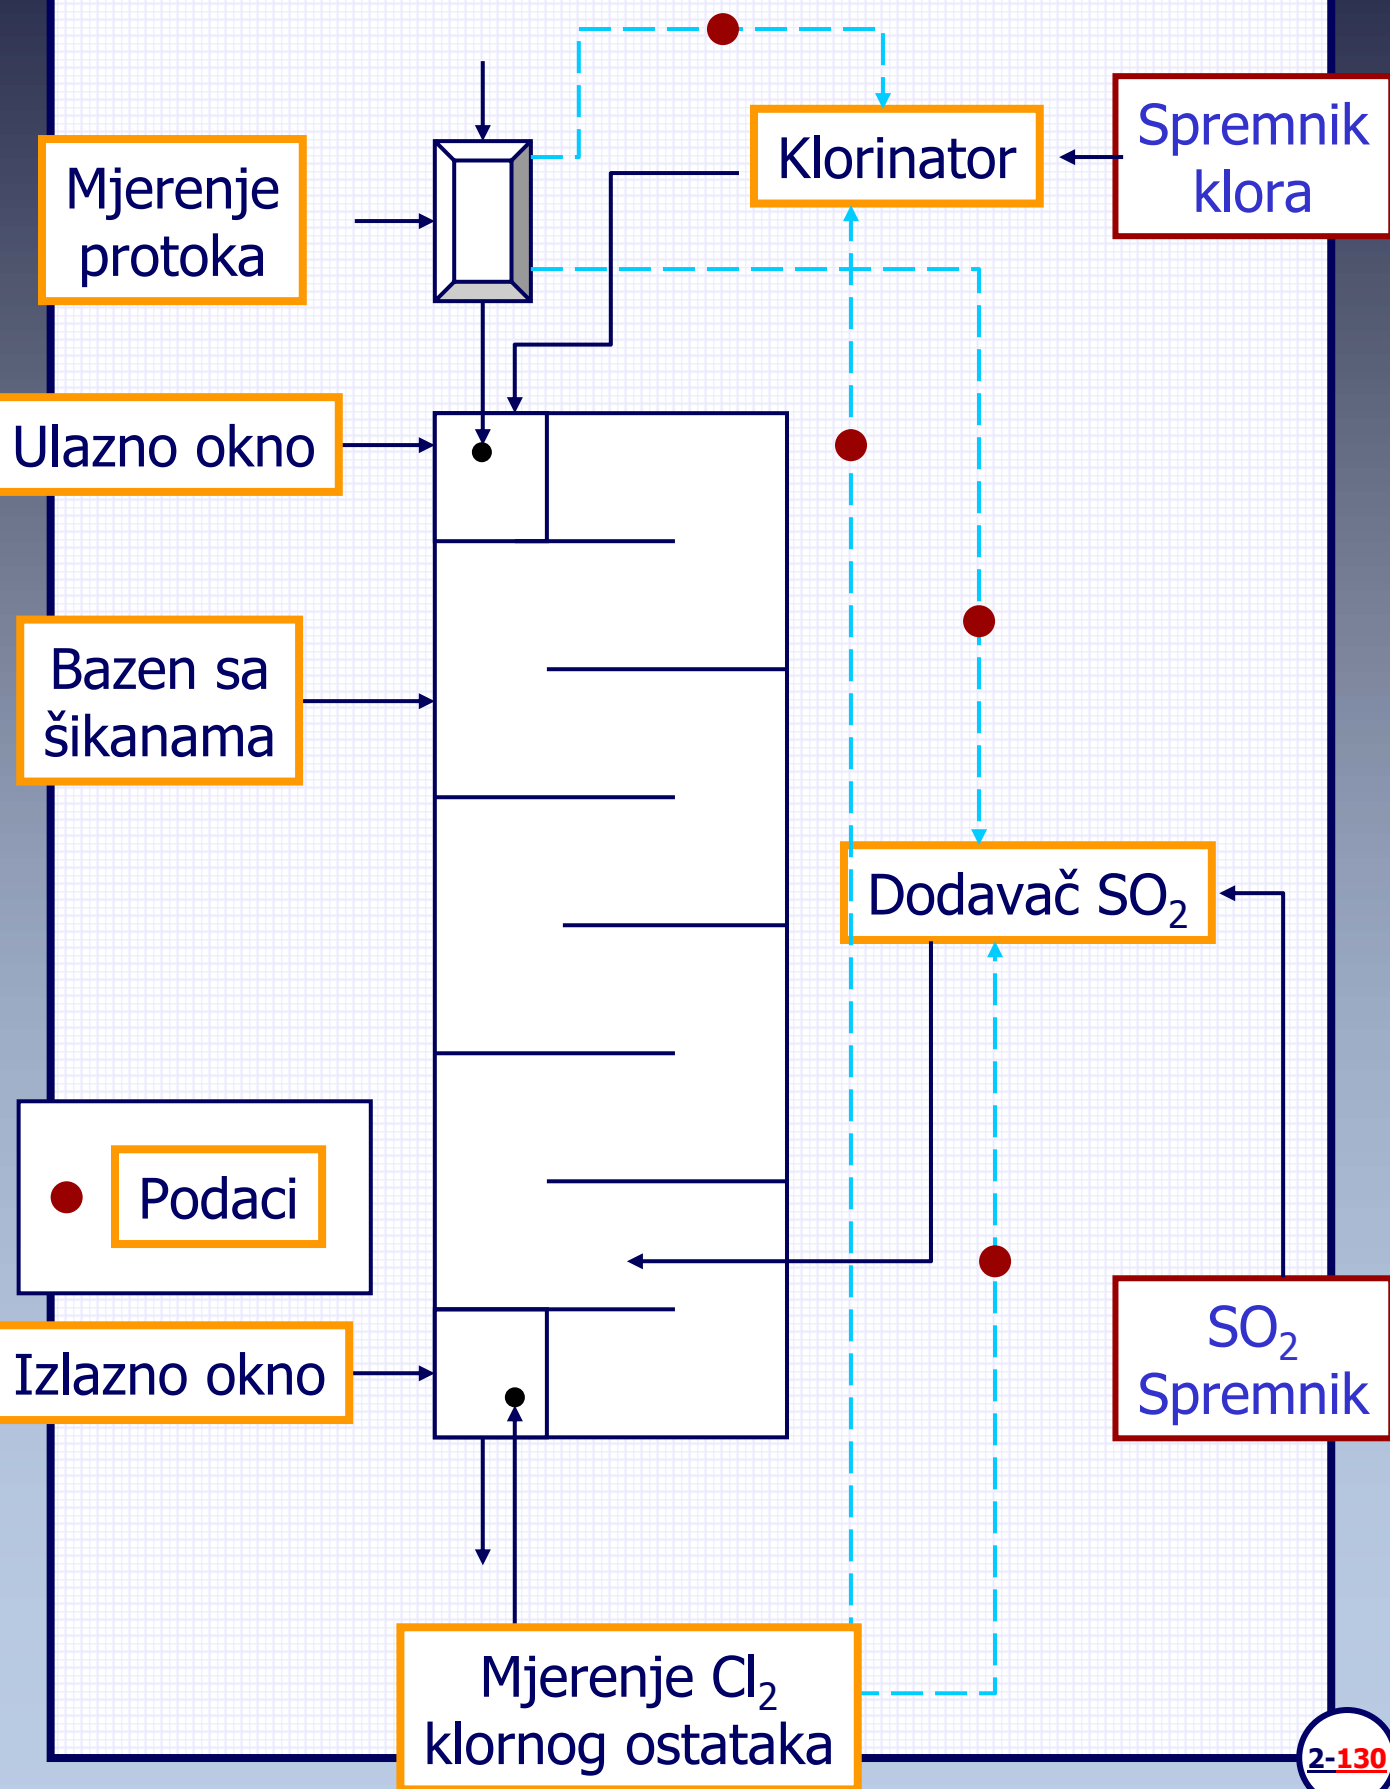 Klorinator
Spremnik
klora
Mjerenje
protoka
Ulazno okno
Bazen sa
šikanama
Dodavač SO₂
Podaci
Izlazno okno
SO₂
Spremnik
Mjerenje Cl₂
klornog ostataka
2-130